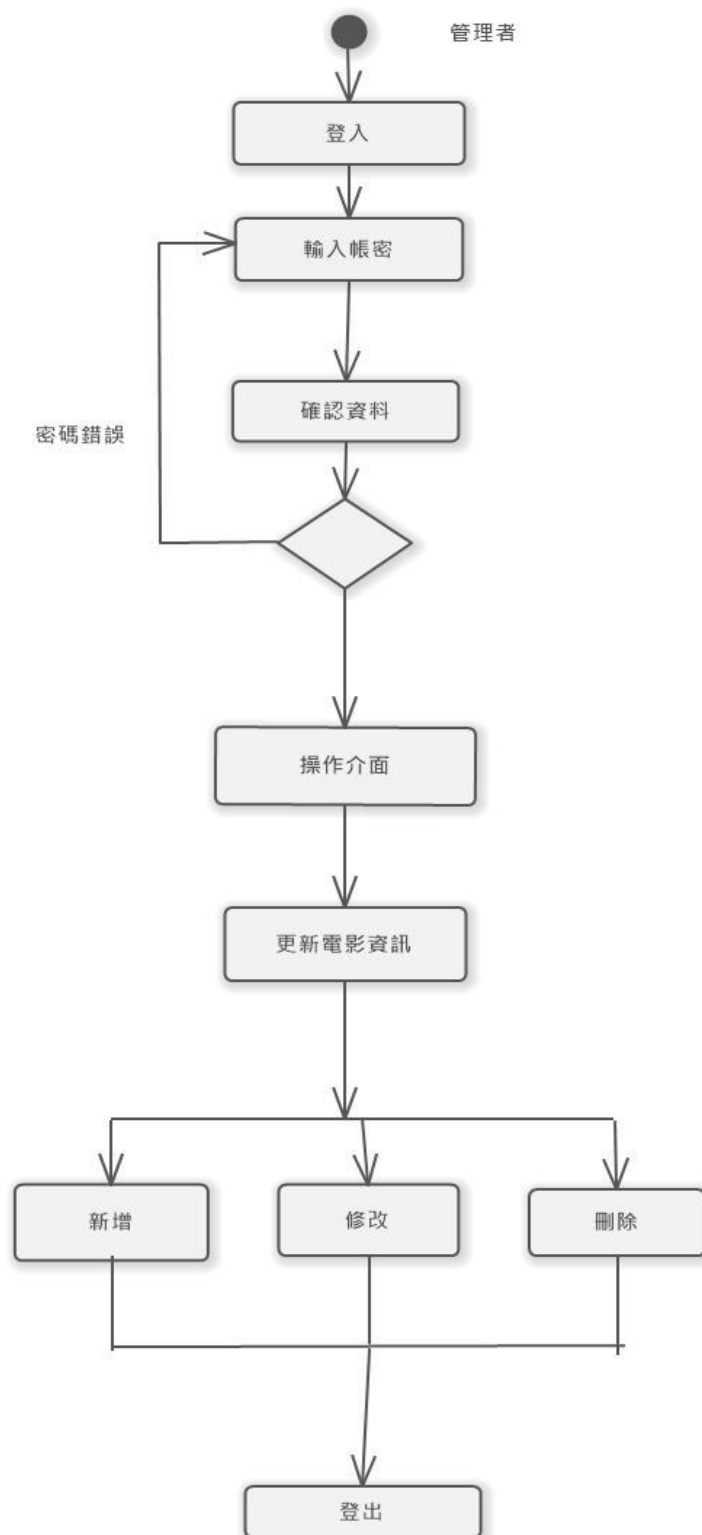 管理者
登入
輸入帳密
確認資料
密碼錯誤
操作介面
更新電影資訊
新增
修改
刪除
登出